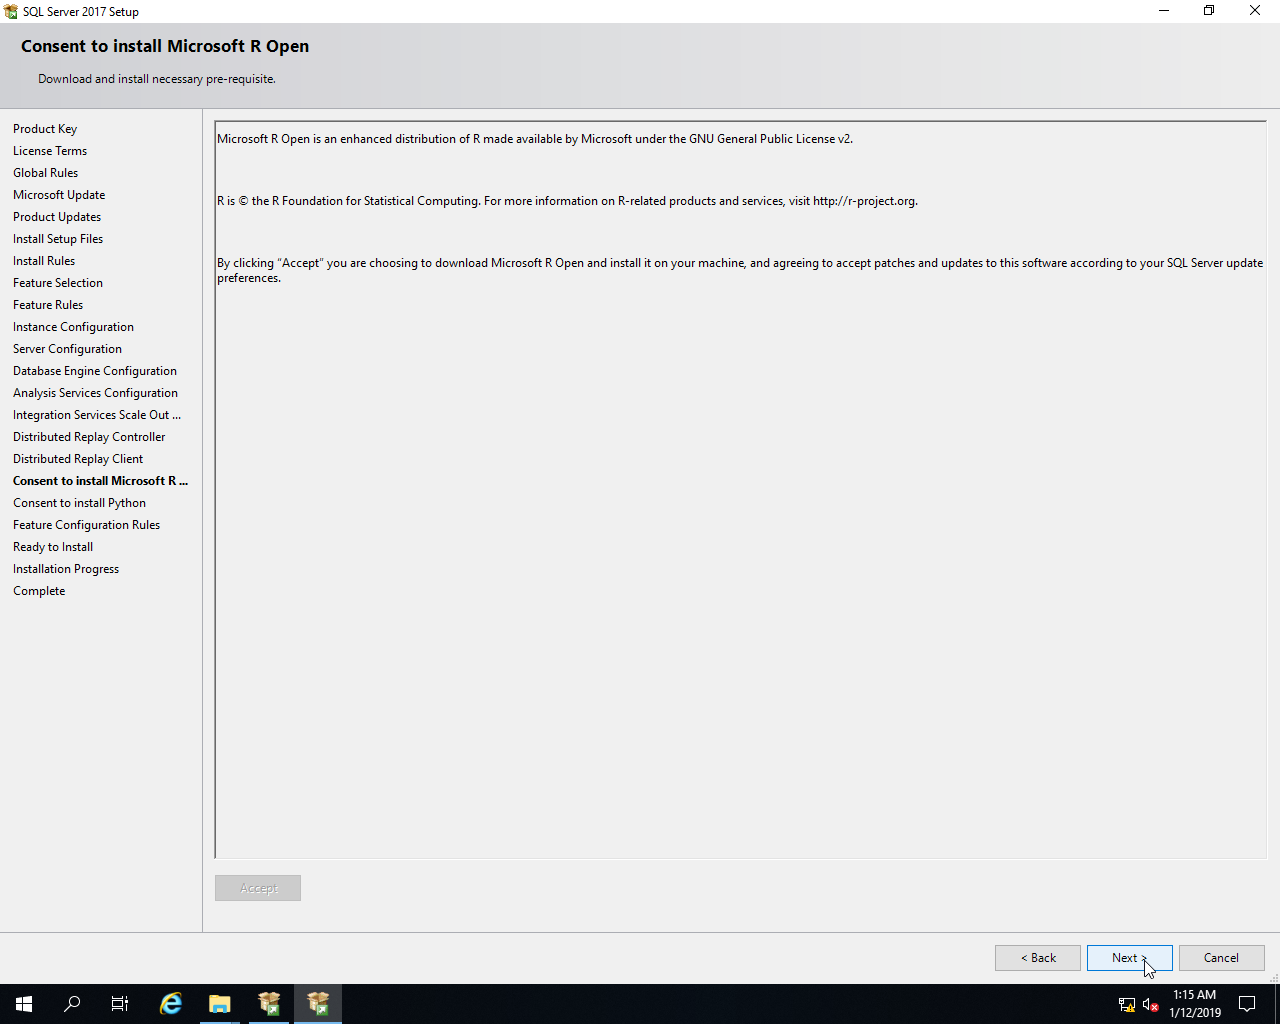 SQL Server 2017 Setup
Consent to install Microsoft R Open
Download and install necessary pre-requisite.
Product Key
License Terms
Global Rules
Microsoft Update
Product Updates
Install Setup Files
Install Rules
Feature Selection
Feature Rules
Instance Configuration
Server Configuration
Database Engine Configuration
Analysis Services Configuration
Integration Services Scale Out ...
Distributed Replay Controller
Distributed Replay Client
Consent to install Microsoft R ...
Consent to install Python
Feature Configuration Rules
Ready to Install
Installation Progress
Complete
Microsoft R Open is an enhanced distribution of R made available by Microsoft under the GNU General Public License v2.
R is © the R Foundation for Statistical Computing. For more information on R-related products and services, visit http://r-project.org.
By clicking “Accept” you are choosing to download Microsoft R Open and install it on your machine, and agreeing to accept patches and updates to this software according to your SQL Server update
preferences.
Accept
< Back
Next >
Cancel
1:15 AM
1/12/2019